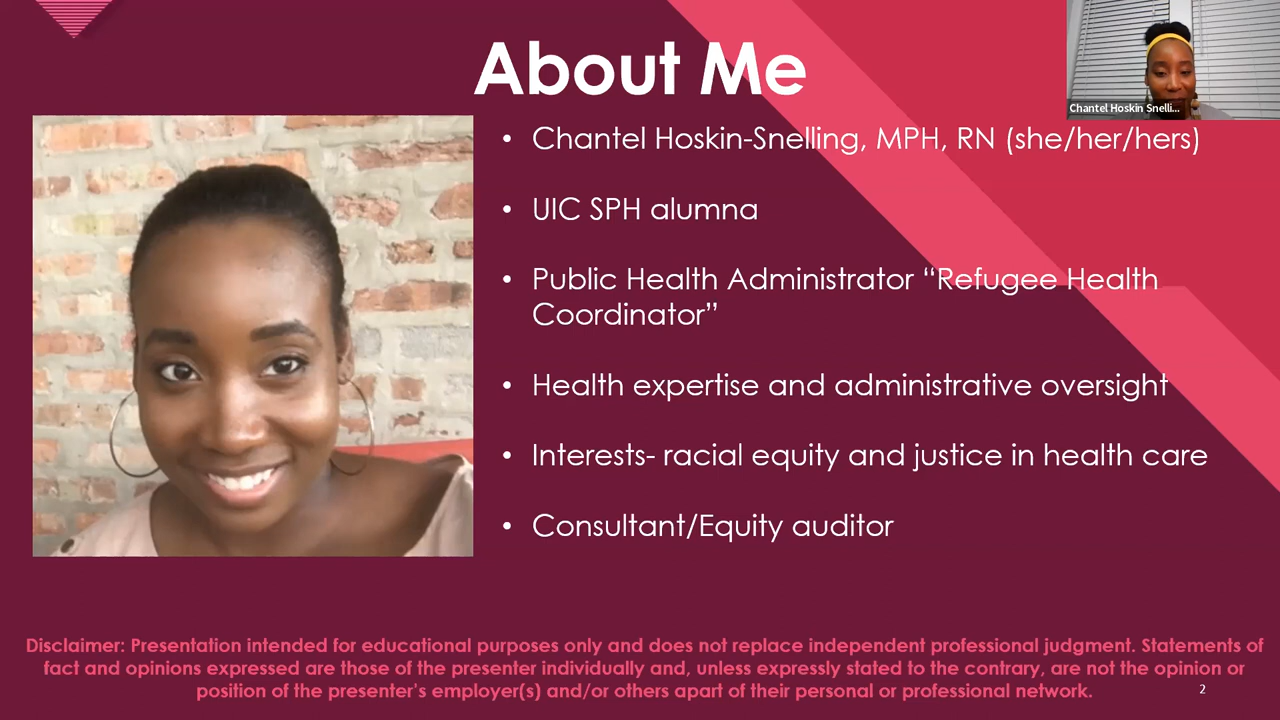 About Me
Chantel Hoskin Snelli...
• Chantel Hoskin-Snelling, MPH, RN (she/her/hers)
• UIC SPH alumna
• Public Health Administrator “Refugee Health
Coordinator”
• Health expertise and administrative oversight
• Interests- racial equity and justice in health care
• Consultant/Equity auditor
Disclaimer: Presentation intended for educational purposes only and does not replace independent professional judgment. Statements of
fact and opinions expressed are those of the presenter individually and, unless expressly stated to the contrary, are not the opinion or
position of the presenter's employer(s) and/or others apart of their personal or professional network.
2